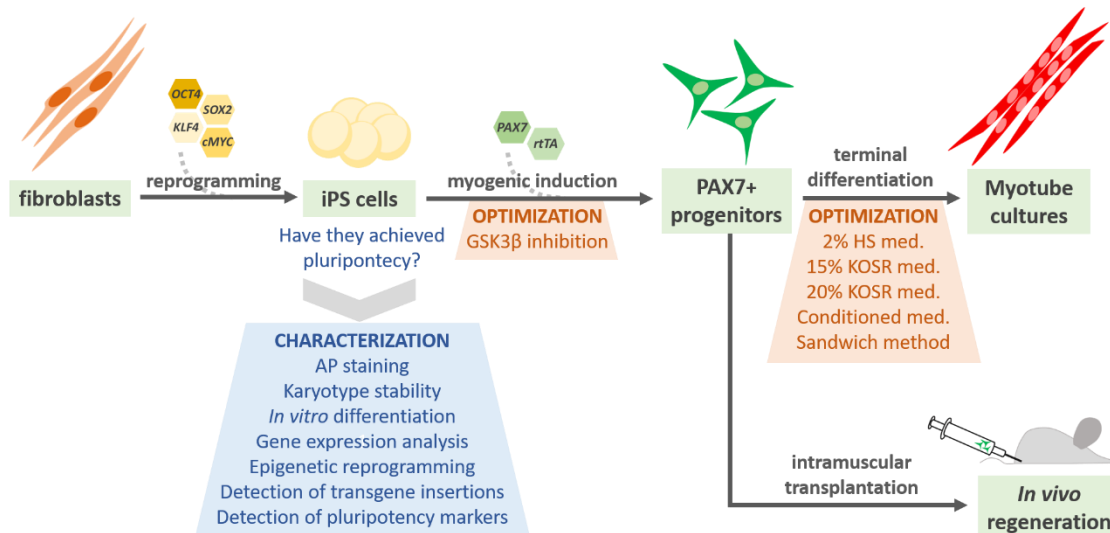 OCT4
SOX2
KLF4
cMYC
PAX7
rtTA
fibroblasts
reprogramming
iPS cells
myogenic induction
OPTIMIZATION
GSK3β inhibition
PAX7+
progenitors
terminal
differentiation
OPTIMIZATION
2% HS med.
15% KOSR med.
20% KOSR med.
Conditioned med.
Sandwich method
Myotube
cultures
Have they achieved
pluripontecy?
CHARACTERIZATION
AP staining
Karyotype stability
In vitro differentiation
Gene expression analysis
Epigenetic reprogramming
Detection of transgene insertions
Detection of pluripotency markers
intramuscular
transplantation
In vivo
regeneration